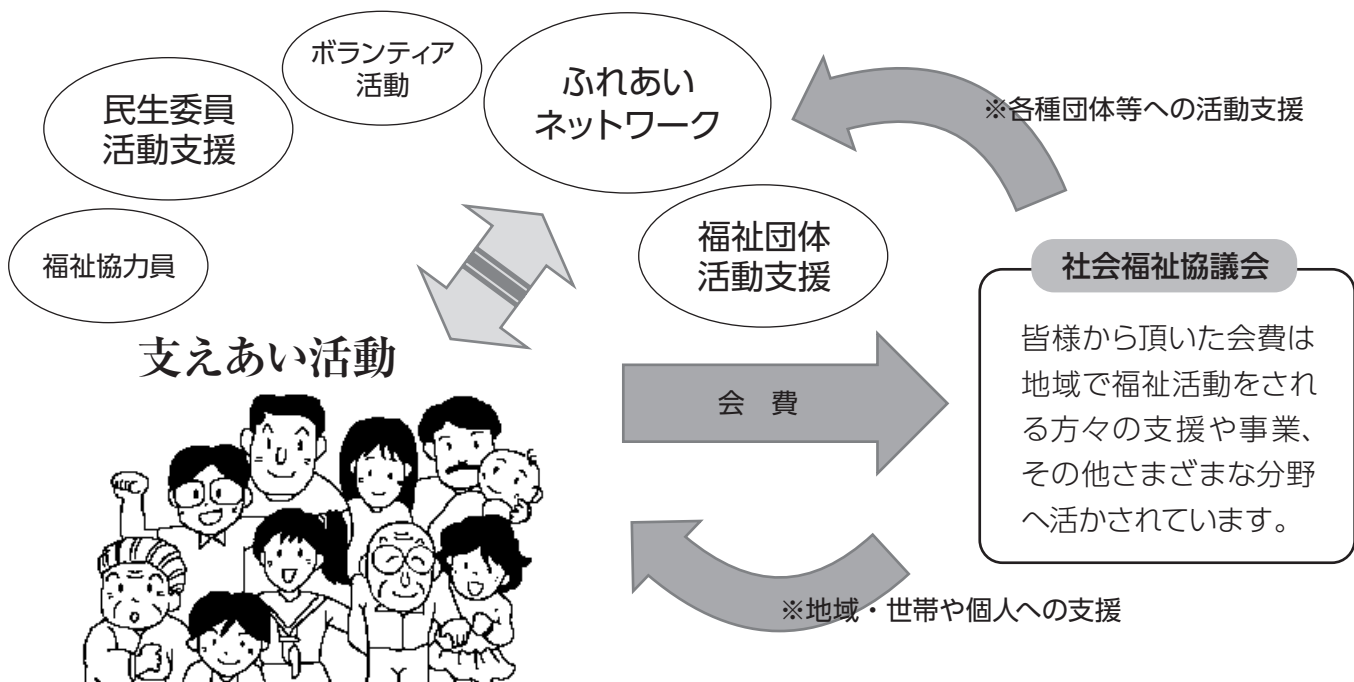 ボランティア
活動
ふれあい
ネットワーク
民生委員
活動支援
※各種団体等への活動支援
福祉協力員
福祉団体
活動支援
社会福祉協議会
皆様から頂いた会費は
地域で福祉活動をされ
る方々の支援や事業、
その他さまざまな分野
へ活かされています。
支えあい活動
会　費
※地域・世帯や個人への支援